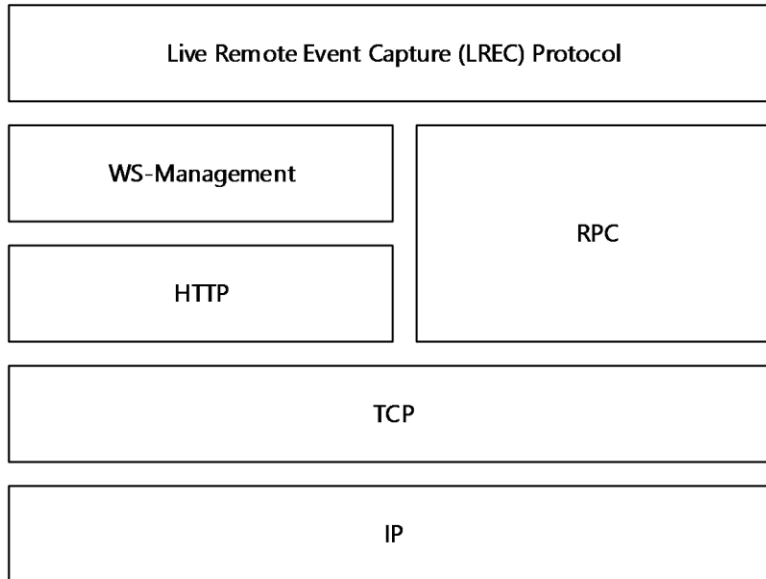 Live Remote Event Capture (LREC) Protocol
WS-Management
RPC
HTTP
TCP
IP